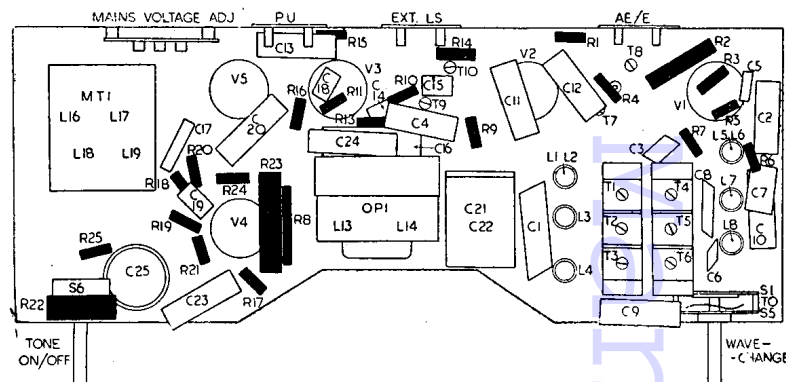 MAINS VOLTAGE ADJ
PU
EXT. LS
AE/E
C13
R15
R14
R1
T8
R2
V5
V3
T10
V2
R3
C5
MT1
C18
R11
R10
C15
C12
R4
V1
C2
L16
L17
R16
C14
T9
C11
T7
R5
C17
C20
R13
C4
R9
R7
L5
L6
L18
L19
R20
C24
C16
C3
R6
R18
R24
R23
L1
L2
T1
T4
C8
L7
C7
C19
V4
R8
OP1
C21
C22
C1
L3
T2
T5
L8
C10
R19
L13
L14
R25
R21
T3
T6
C6
C25
L4
S6
R17
S1
TO
S5
R22
C23
C9
TONE
ON/OFF
WAVE-
CHANGE
Mer